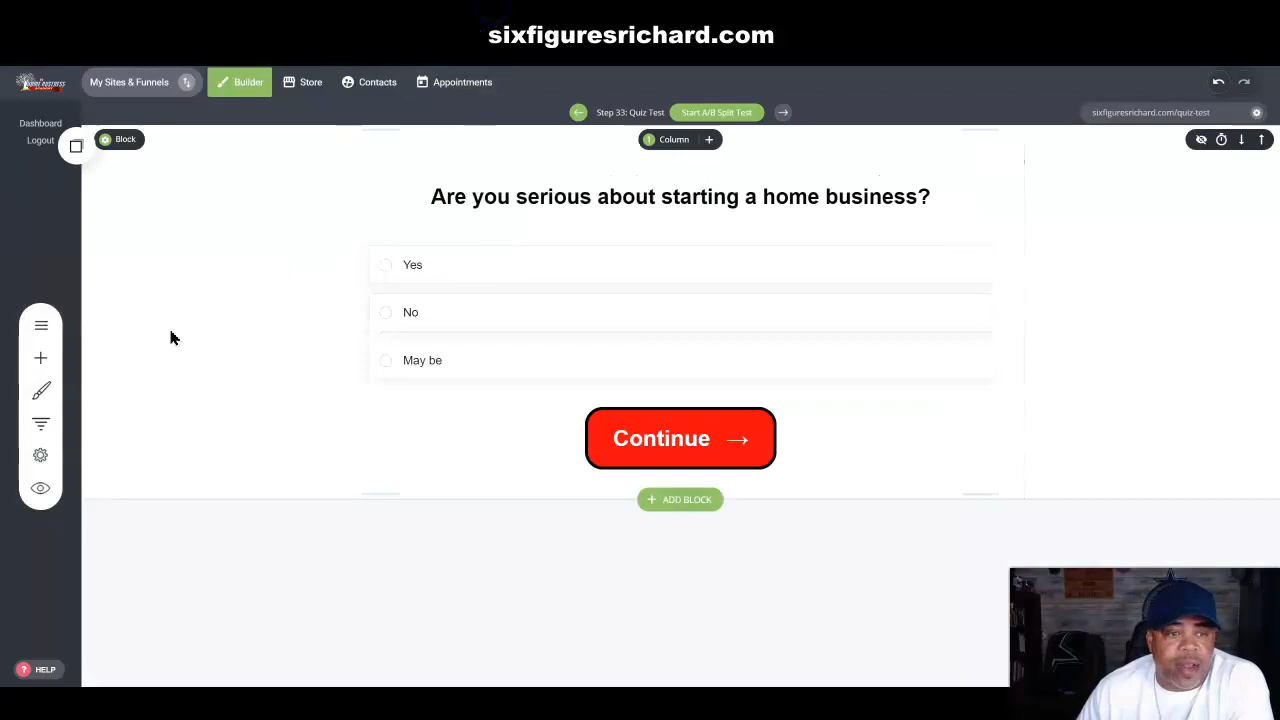 sixfiguresrichard.com
My Sites & Funnels
Builder
Store
Contacts
Appointments
Step 33: Quiz Test
Start A/B Split Test
sixfiguresrichard.com/quiz-test
Dashboard
Logout
Block
1
Column
Are you serious about starting a home business?
Yes
No
May be
Continue →
+ ADD BLOCK
? HELP